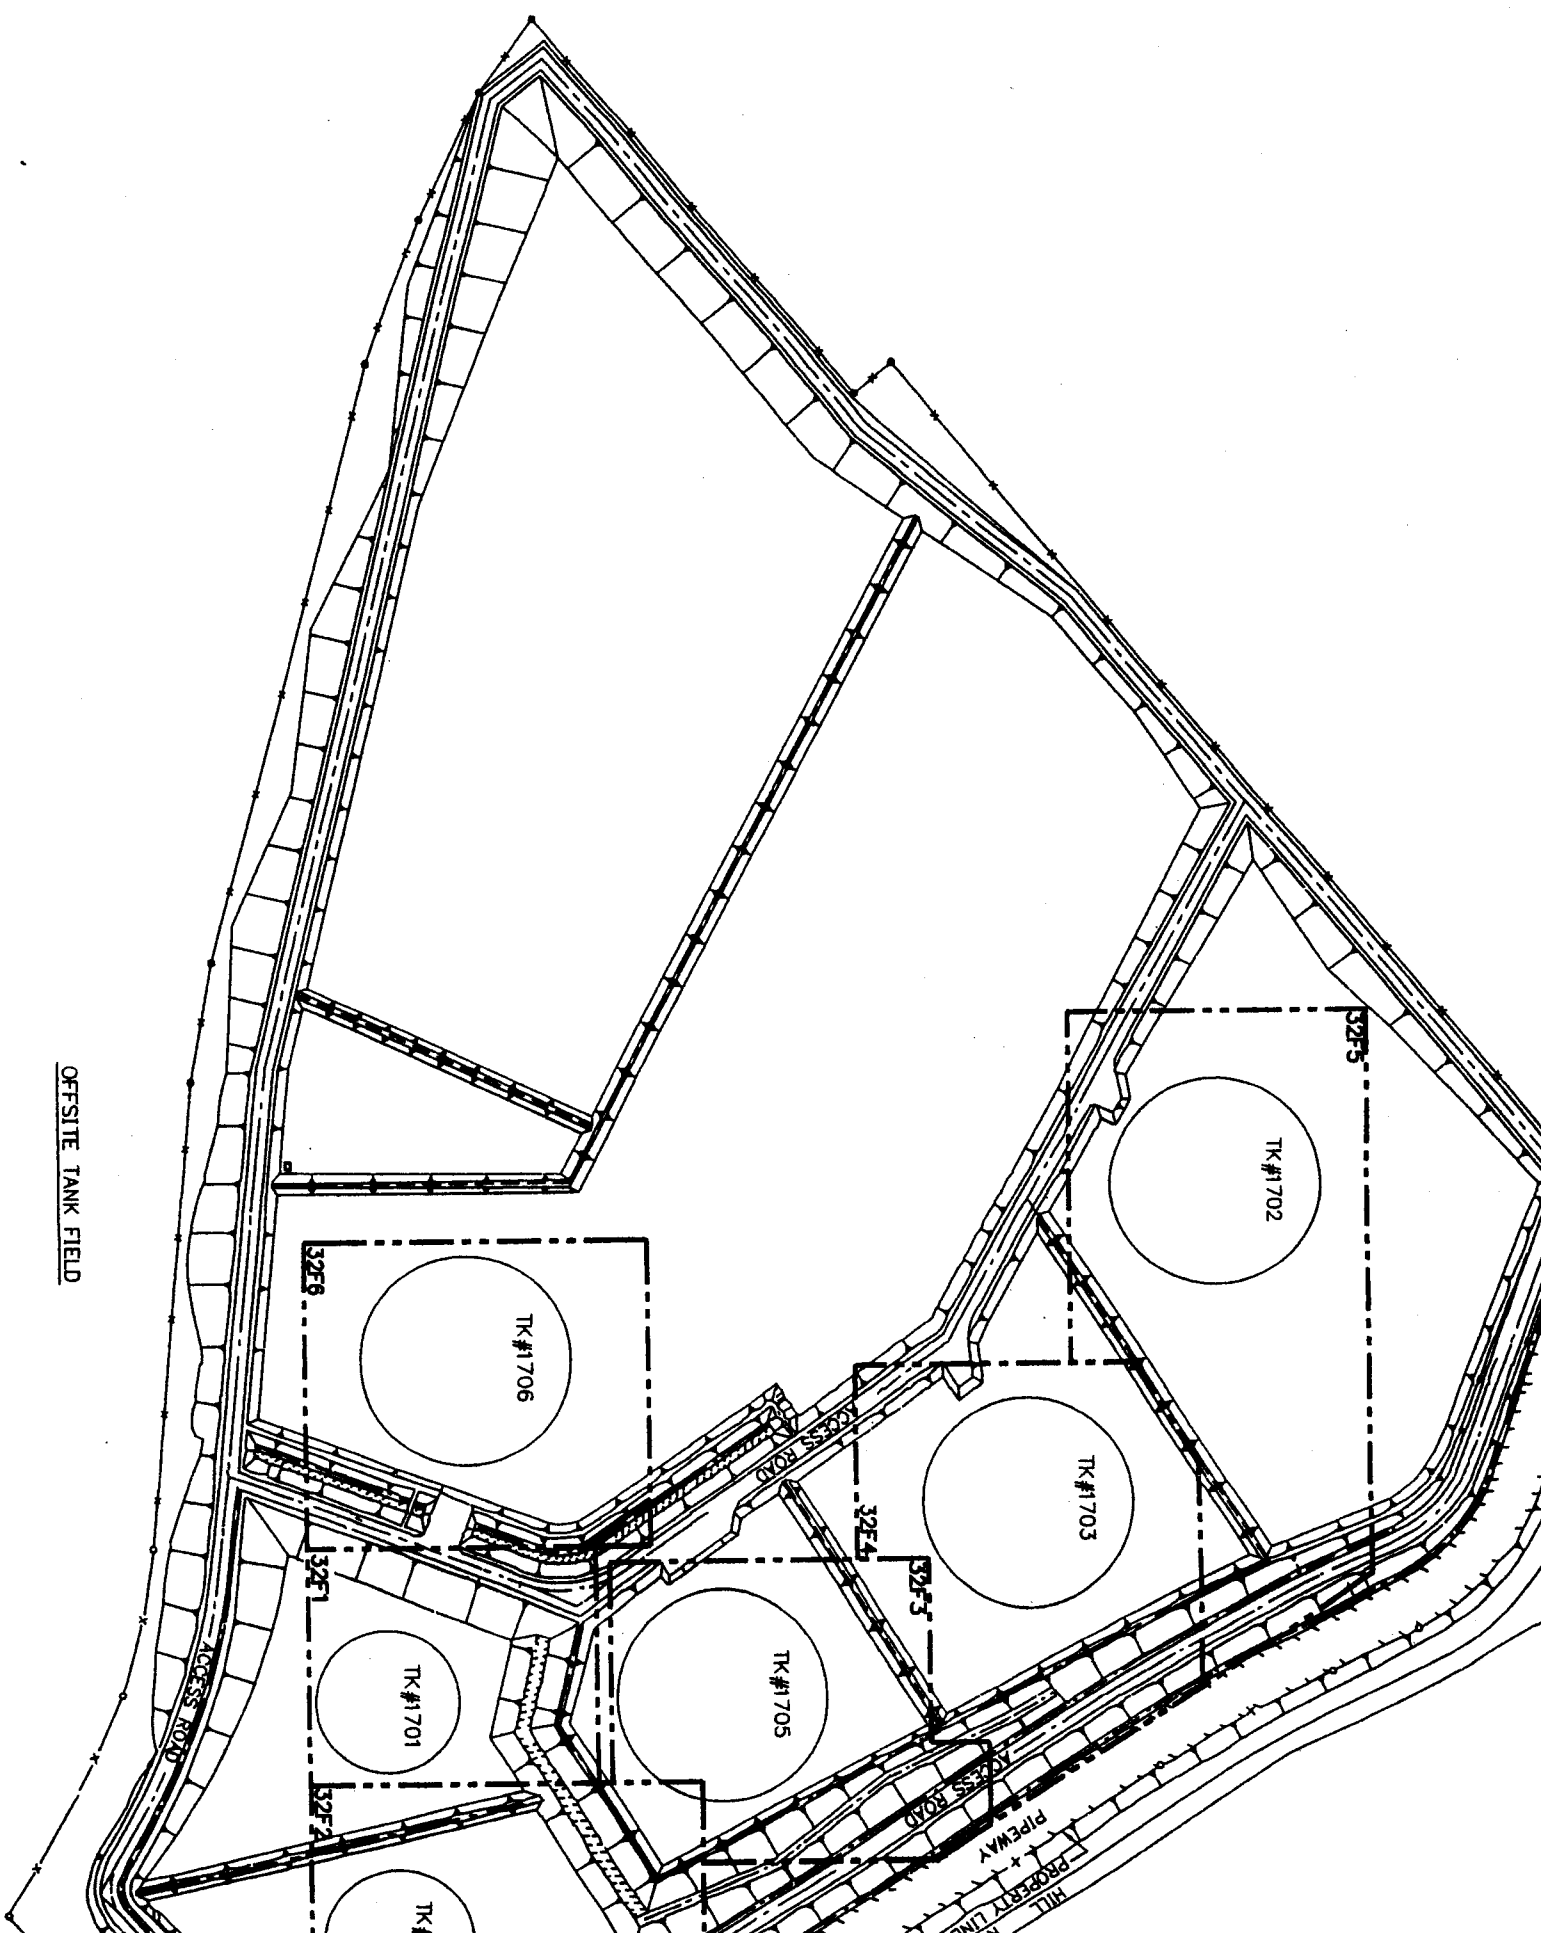 32F5
TK#1702
OFFSITE TANK FIELD
32F6
TK#1706
ACCESS ROAD
TK#1703
32F4
32F3
32F1
TK#1705
TK#1701
ACCESS ROAD
ACCESS ROAD
32F2
PIPEWAY
PROPERTY LINE
HILL